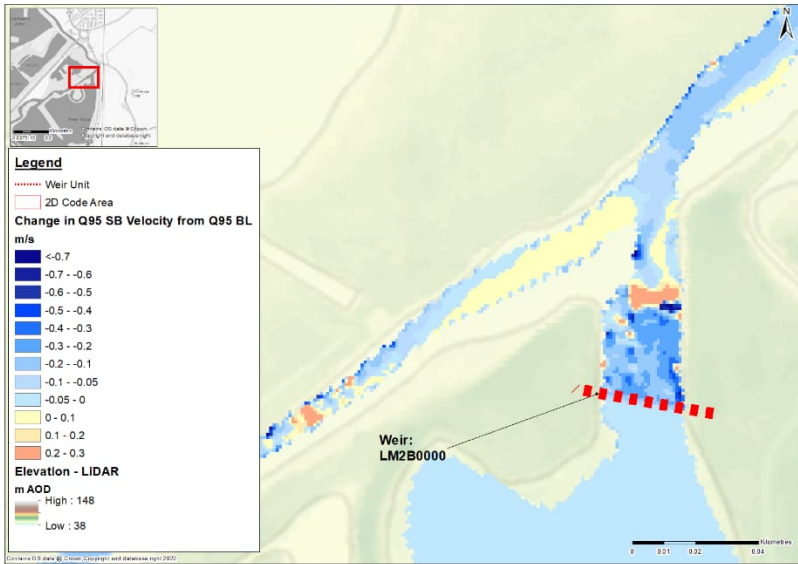 N
Legend
Weir Unit
2D Code Area
Change in Q95 SB Velocity from Q95 BL
m/s
<-0.7
-0.7 - -0.6
-0.6 - -0.5
-0.5 - -0.4
-0.4 - -0.3
-0.3 - -0.2
-0.2 - -0.1
-0.1 - -0.05
-0.05 - 0
0 - 0.1
0.1 - 0.2
0.2 - 0.3
Elevation - LiDAR
m AOD
High : 148
Low : 38
Weir:
LM2B0000
Kilometres
0 0.01 0.02 0.04
Contains OS data © Crown Copyright and database right 2022